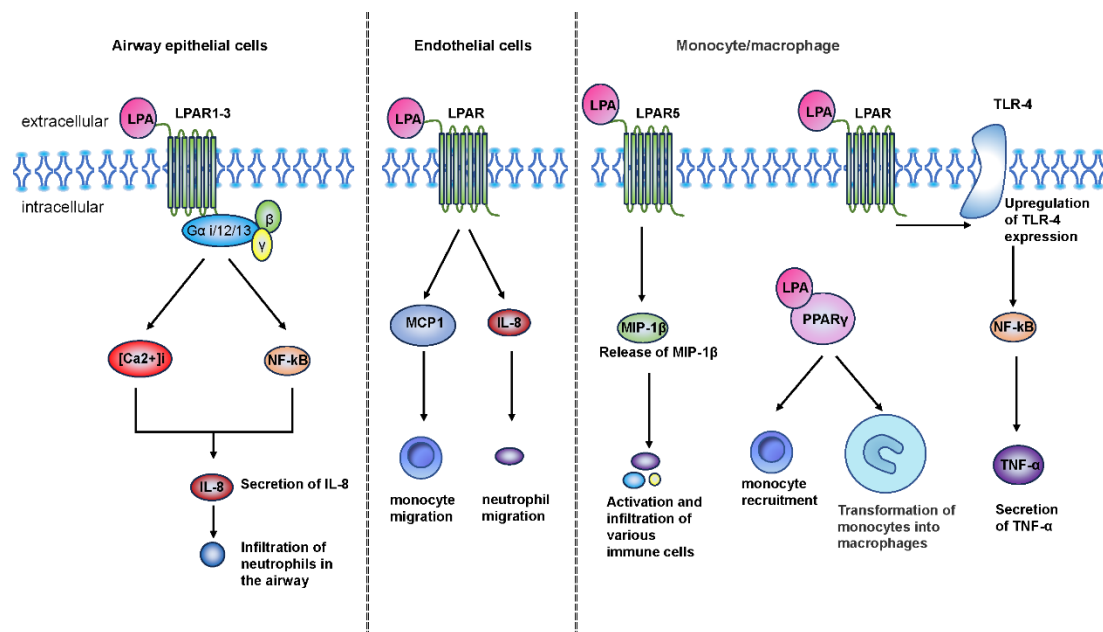 Airway epithelial cells
Endothelial cells
Monocyte/macrophage
extracellular
intracellular
LPA
LPAR1-3
Gα i/12/13
β
γ
[Ca2+]i
NF-kB
IL-8
Secretion of IL-8
Infiltration of
neutrophils in
the airway
LPA
LPAR
MCP1
IL-8
monocyte
migration
neutrophil
migration
LPA
LPAR5
MIP-1β
Release of MIP-1β
Activation and
infiltration of
various
immune cells
LPA
LPAR
LPA
PPARγ
monocyte
recruitment
Transformation of
monocytes into
macrophages
TLR-4
Upregulation
of TLR-4
expression
NF-kB
TNF-α
Secretion
of TNF-α